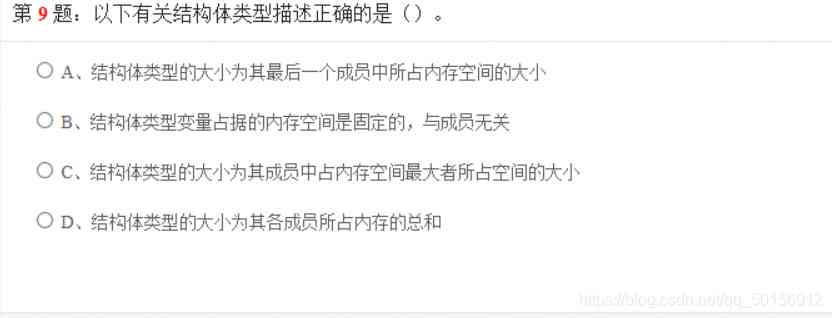 第 9 题：以下有关结构体类型描述正确的是（）。
A、结构体类型的大小为其最后一个成员中所占内存空间的大小
B、结构体类型变量占据的内存空间是固定的，与成员无关
C、结构体类型的大小为其成员中占内存空间最大者所占空间的大小
D、结构体类型的大小为其各成员所占内存的总和
https://blog.csdn.net/qq_50156012